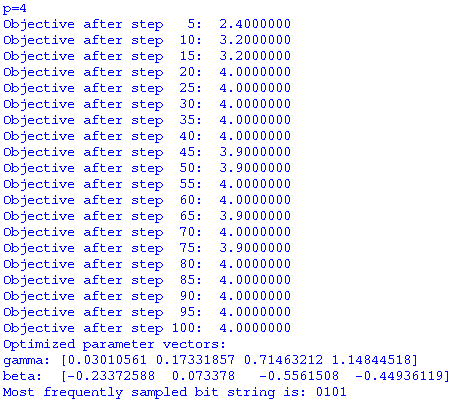 p=4
Objective after step    5:  2.4000000
Objective after step   10:  3.2000000
Objective after step   15:  3.2000000
Objective after step   20:  4.0000000
Objective after step   25:  4.0000000
Objective after step   30:  4.0000000
Objective after step   35:  4.0000000
Objective after step   40:  4.0000000
Objective after step   45:  3.9000000
Objective after step   50:  3.9000000
Objective after step   55:  4.0000000
Objective after step   60:  4.0000000
Objective after step   65:  3.9000000
Objective after step   70:  4.0000000
Objective after step   75:  3.9000000
Objective after step   80:  4.0000000
Objective after step   85:  4.0000000
Objective after step   90:  4.0000000
Objective after step   95:  4.0000000
Objective after step  100:  4.0000000
Optimized parameter vectors:
gamma: [0.03010561 0.17331857 0.71463212 1.14844518]
beta:  [-0.23372588  0.073378   -0.5561508  -0.44936119]
Most frequently sampled bit string is: 0101